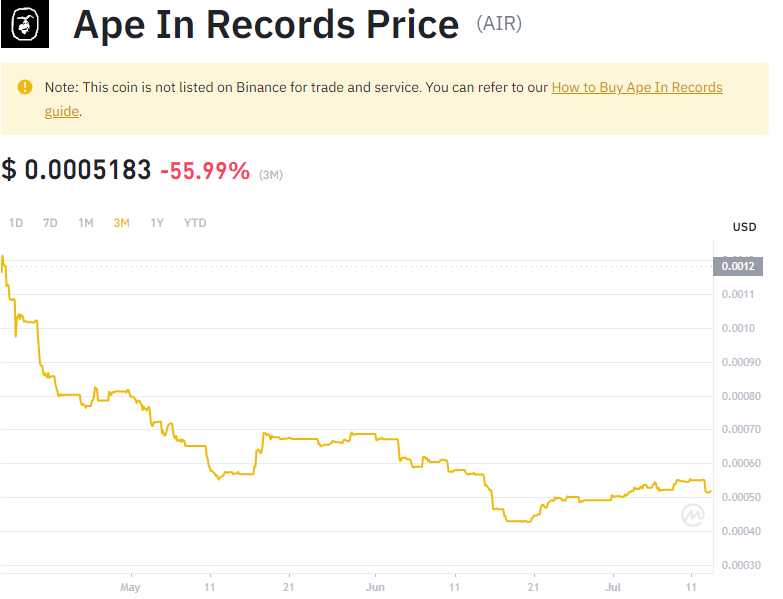 Ape In Records Price (AIR)
Note: This coin is not listed on Binance for trade and service. You can refer to our How to Buy Ape In Records
guide.
$ 0.0005183 -55.99% (3M)
1D 7D 1M 3M 1Y YTD
USD
0.0012
0.0011
0.0010
0.00090
0.00080
0.00070
0.00060
0.00050
0.00040
0.00030
May 11 21 Jun 11 21 Jul 11